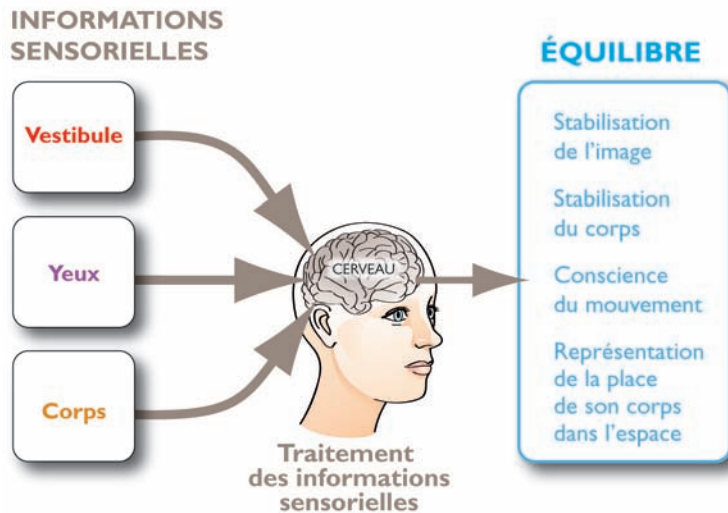 INFORMATIONS
SENSORIELLES
Vestibule
Yeux
Corps
CERVEAU
Traitement
des informations
sensorielles
ÉQUILIBRE
Stabilisation
de l’image
Stabilisation
du corps
Conscience
du mouvement
Représentation
de la place
de son corps
dans l’espace